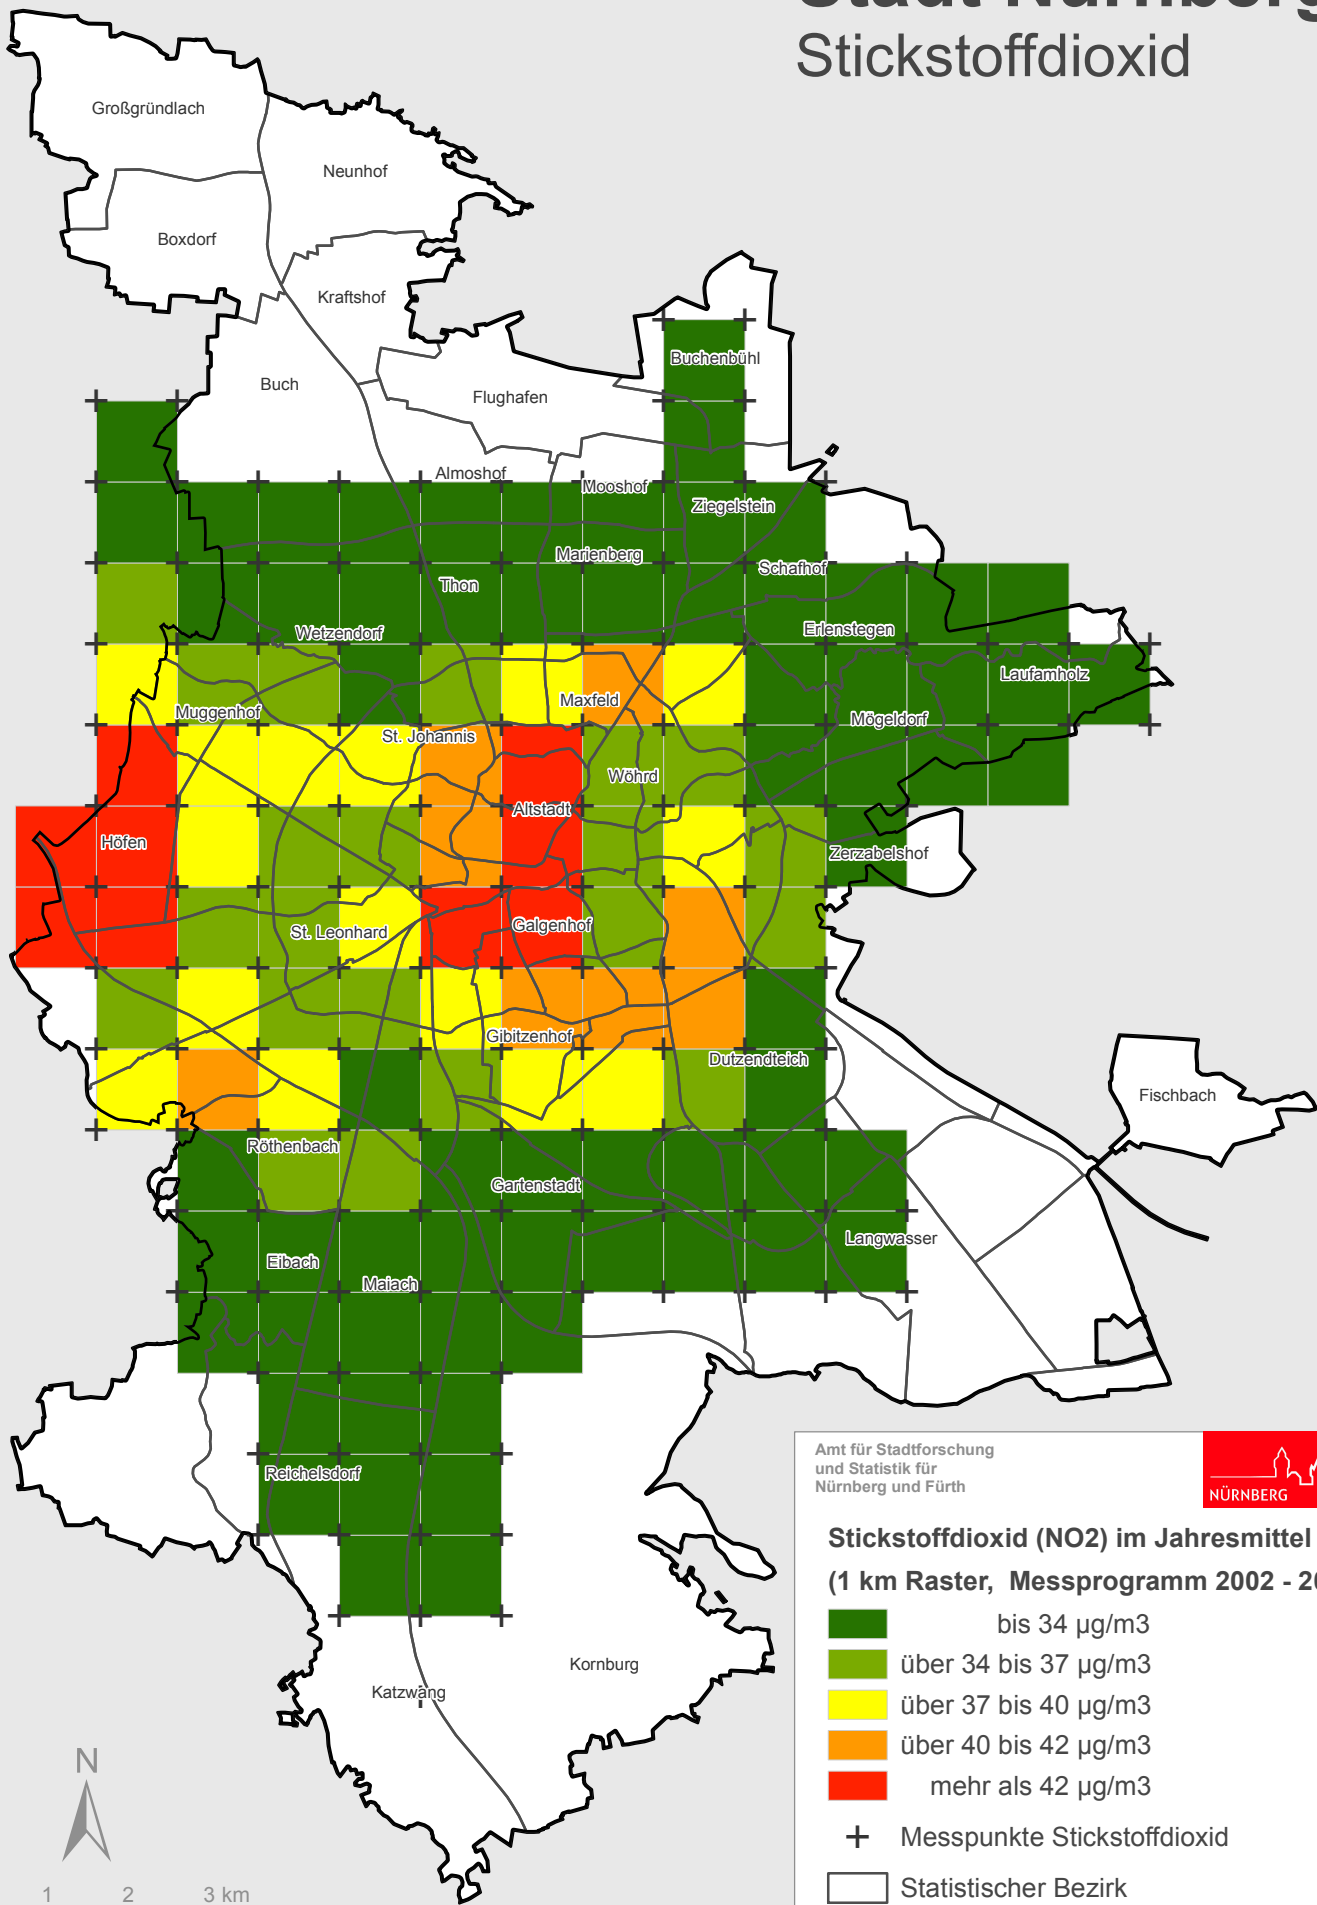 Stadt Nürnberg
Stickstoffdioxid
Großgründlach
Neunhof
Boxdorf
Kraftshof
Buchenbühl
Buch
Flughafen
Almoshof
Mooshof
Ziegelstein
Marienberg
Schafhof
Thon
Wetzendorf
Erlenstegen
Laufamholz
Maxfeld
Muggenhof
Mögeldorf
St. Johannis
Wöhrd
Altstadt
Höfen
Zerzabelshof
St. Leonhard
Galgenhof
Gibitzenhof
Dutzendteich
Fischbach
Röthenbach
Gartenstadt
Langwasser
Eibach
Maiach
Reichelsdorf
Kornburg
Katzwang
N
1 2 3 km
Amt für Stadtforschung
und Statistik für
Nürnberg und Fürth
NÜRNBERG
Stickstoffdioxid (NO2) im Jahresmittel
(1 km Raster, Messprogramm 2002 - 20
bis 34 µg/m3
über 34 bis 37 µg/m3
über 37 bis 40 µg/m3
über 40 bis 42 µg/m3
mehr als 42 µg/m3
Messpunkte Stickstoffdioxid
Statistischer Bezirk